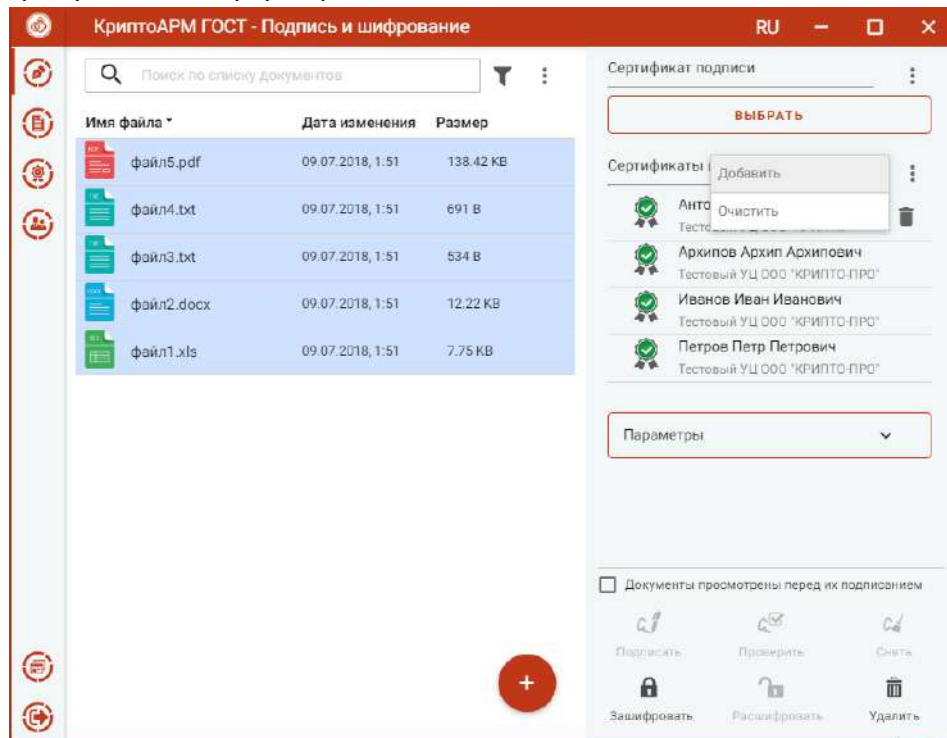 КриптоАРМ ГОСТ - Подпись и шифрование
RU
Поиск по списку документов
Имя файла
Дата изменения
Размер
файл5.pdf
09.07.2018, 1:51
138.42 KB
файл4.txt
09.07.2018, 1:51
691 B
файл3.txt
09.07.2018, 1:51
534 B
файл2.docx
09.07.2018, 1:51
12.22 KB
файл1.xls
09.07.2018, 1:51
7.75 KB
Сертификат подписи
ВЫБРАТЬ
Сертификаты
Добавить
Очистить
Архипов Архип Архипович
Тестовый УЦ ООО "КРИПТО-ПРО"
Иванов Иван Иванович
Тестовый УЦ ООО "КРИПТО-ПРО"
Петров Петр Петрович
Тестовый УЦ ООО "КРИПТО-ПРО"
Параметры
Документы просмотрены перед их подписанием
Подписать
Проверить
Снять
Зашифровать
Расшифровать
Удалить